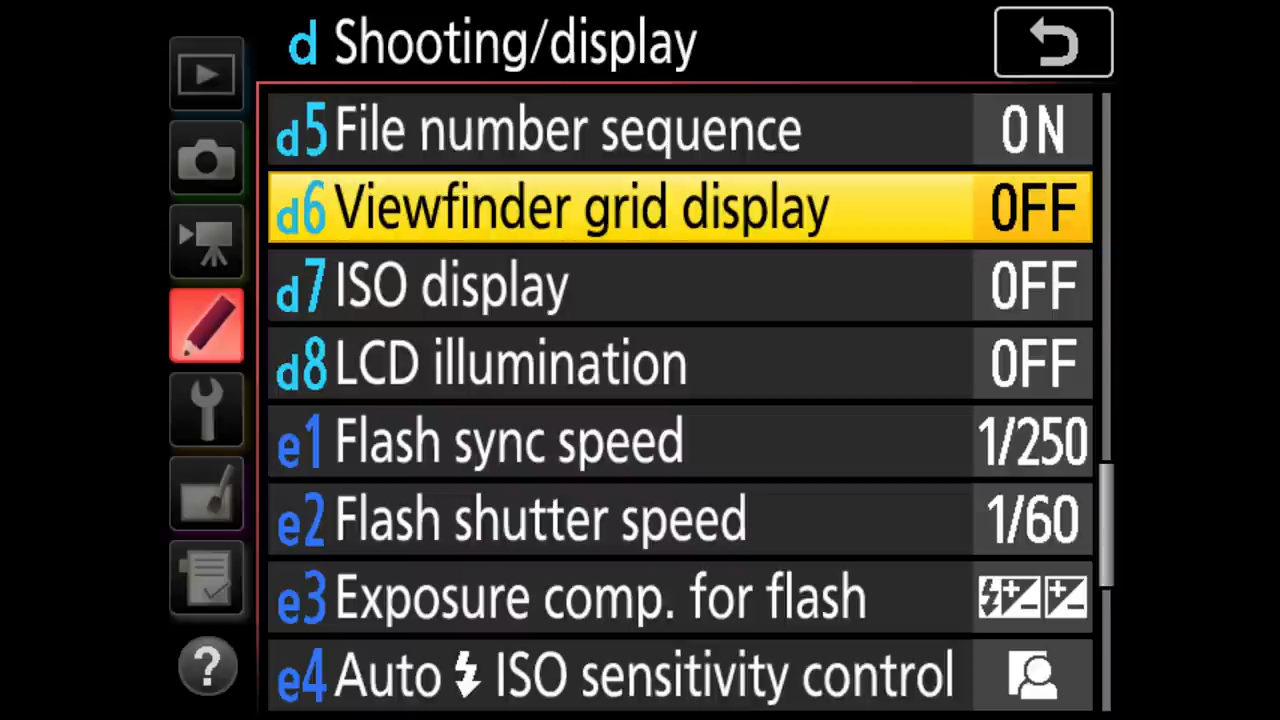 d Shooting/display
d5 File number sequence ON
d6 Viewfinder grid display OFF
d7 ISO display OFF
d8 LCD illumination OFF
e1 Flash sync speed 1/250
e2 Flash shutter speed 1/60
e3 Exposure comp. for flash
e4 Auto ISO sensitivity control
?